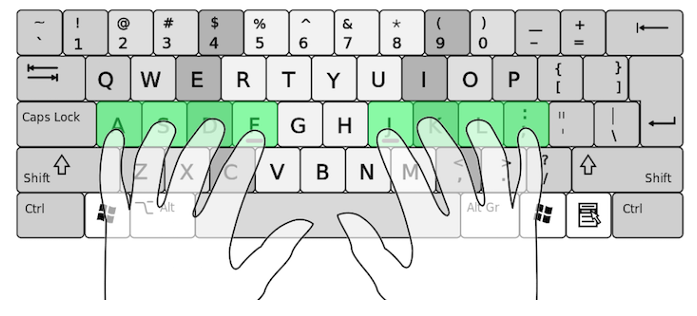 ~ ! @ # $ % ^ & * ( ) _ +
` 1 2 3 4 5 6 7 8 9 0 - =
Q W E R T Y U I O P { }
[ ]
Caps Lock A S D F G H J K L : " |
; ' \
Shift Z X C V B N M < > ? Shift
, . /
Ctrl Alt Alt Gr Ctrl